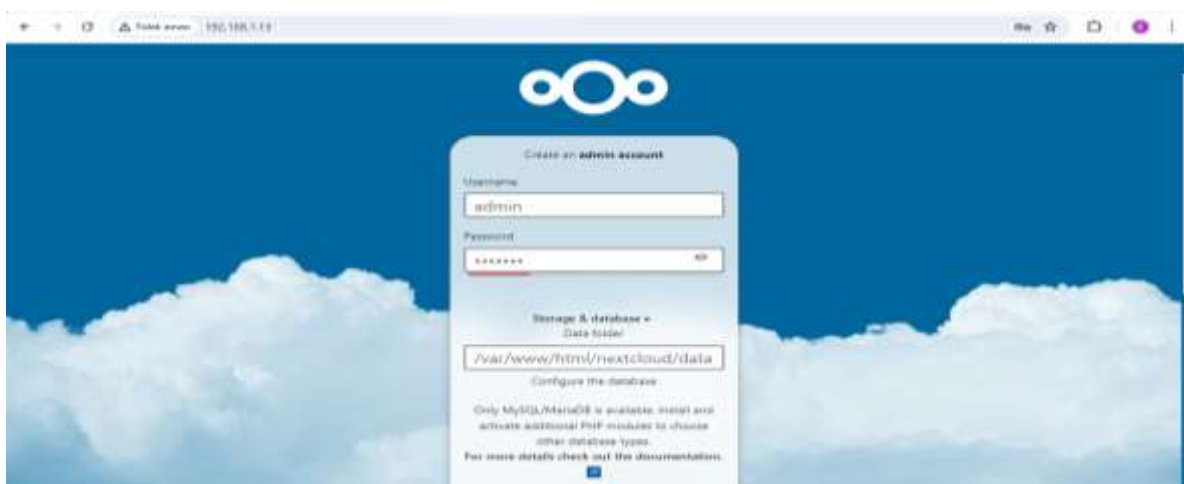 192.168.1.13
Create an admin account
Username
admin
Password
Storage & database
Data folder
/var/www/html/nextcloud/data
Configure the database
Only MySQL/MariaDB is available. Install and
activate additional PHP modules to choose
other database types.
For more details check out the documentation.